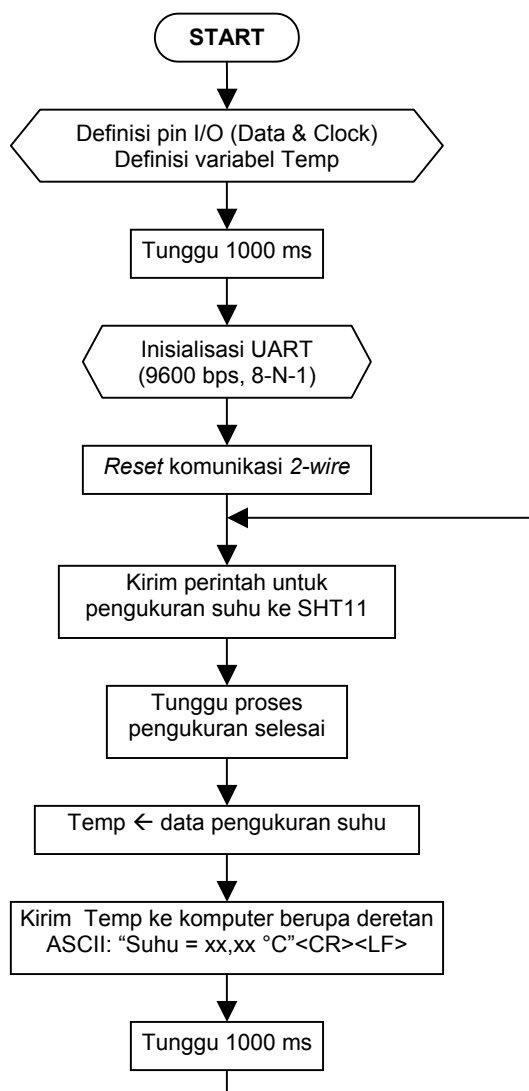 START
Definisi pin I/O (Data & Clock)
Definisi variabel Temp
Tunggu 1000 ms
Inisialisasi UART
(9600 bps, 8-N-1)
Reset komunikasi 2-wire
Kirim perintah untuk
pengukuran suhu ke SHT11
Tunggu proses
pengukuran selesai
Temp ← data pengukuran suhu
Kirim Temp ke komputer berupa deretan
ASCII: “Suhu = xx,xx °C”<CR><LF>
Tunggu 1000 ms